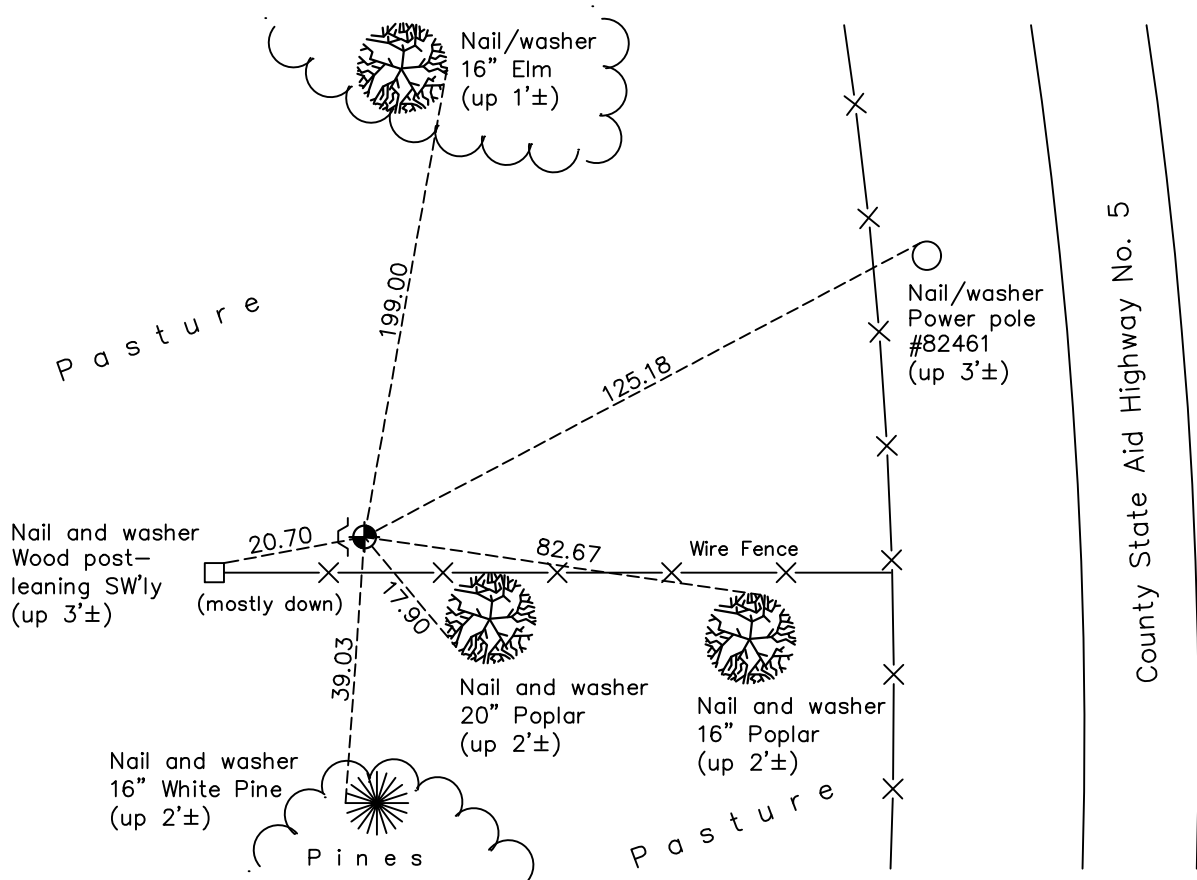 Nail/washer
16" Elm
(up 1'±)
199.00
Pasture
Nail/washer
Power pole
#82461
(up 3'±)
125.18
County State Aid Highway No. 5
Nail and washer
Wood post–
leaning SW'ly
(up 3'±)
20.70
82.67
Wire Fence
(mostly down)
17.90
39.03
Nail and washer
20" Poplar
(up 2'±)
Nail and washer
16" Poplar
(up 2'±)
Nail and washer
16" White Pine
(up 2'±)
Pasture
Pines